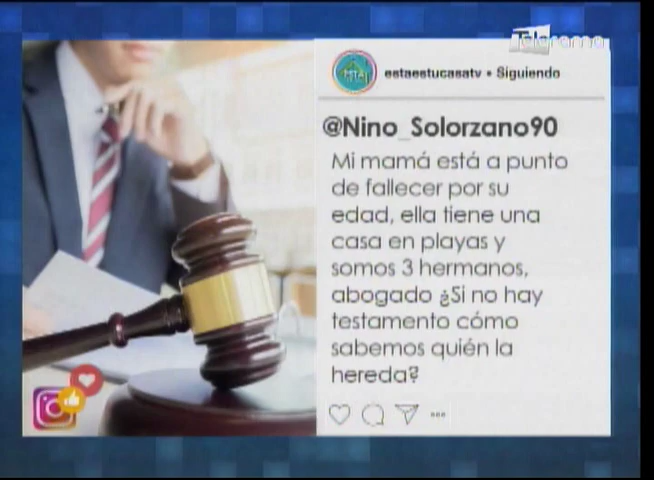 Telerama
estaestucasatv • Siguiendo
@Nino_Solorzano90
Mi mamá está a punto
de fallecer por su
edad, ella tiene una
casa en playas y
somos 3 hermanos,
abogado ¿Si no hay
testamento cómo
sabemos quién la
hereda?